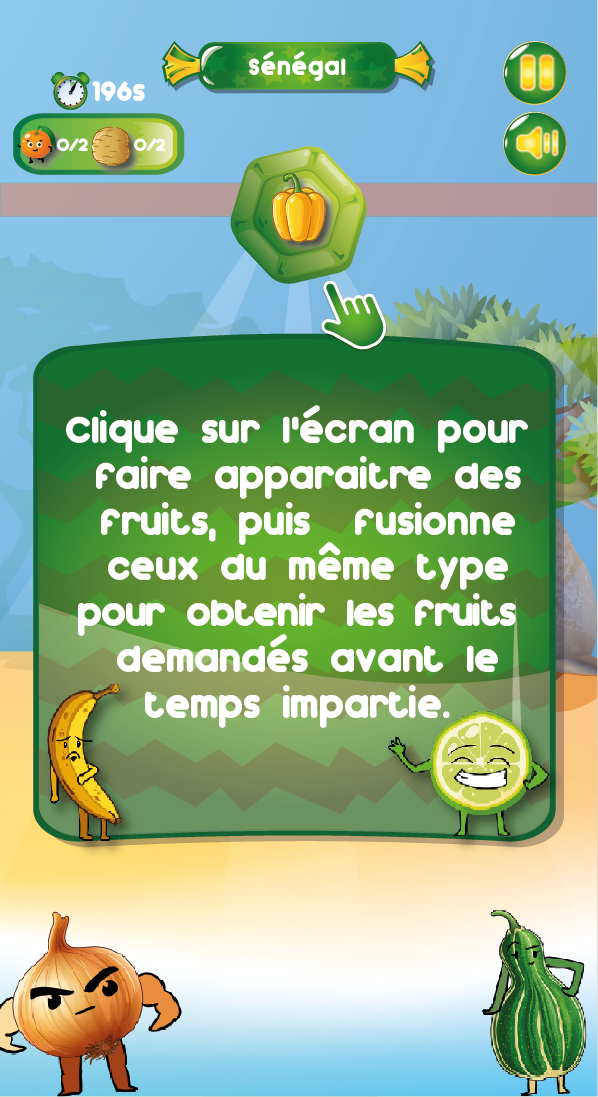 Sénégal
196s
0/2 0/2
Clique sur l'écran pour
faire apparaitre des
fruits, puis fusionne
ceux du même type
pour obtenir les fruits
demandés avant le
temps impartie.